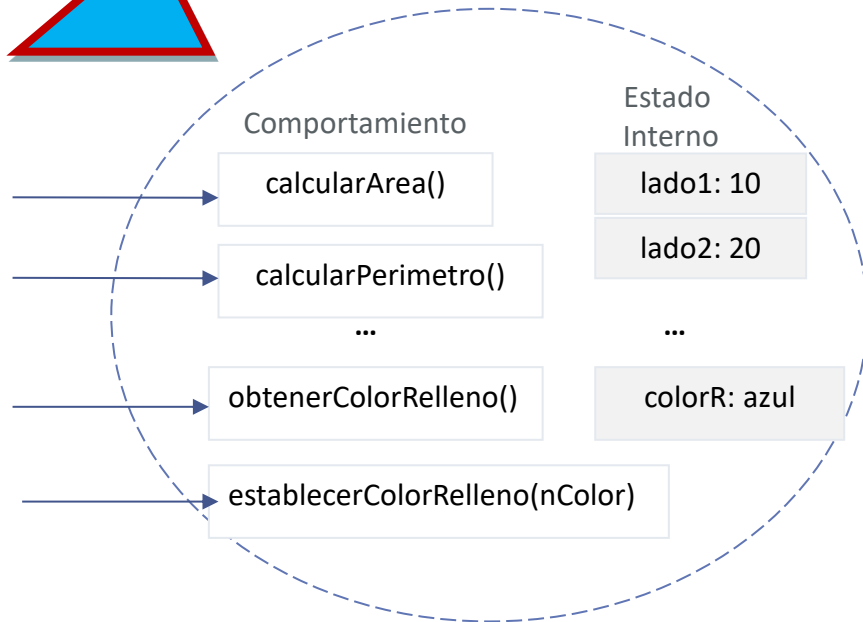 Comportamiento
Estado
Interno
calcularArea()
lado1: 10
calcularPerimetro()
lado2: 20
...
...
obtenerColorRelleno()
colorR: azul
establecerColorRelleno(nColor)